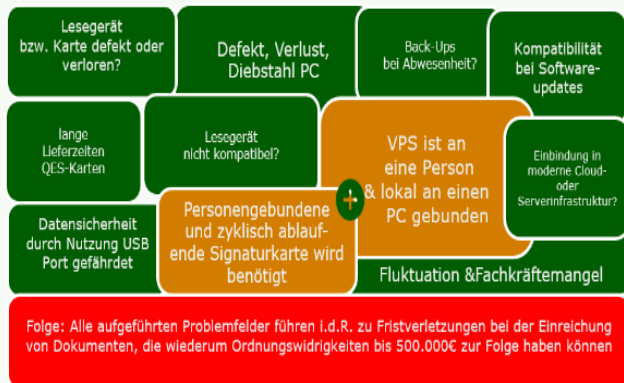 Lesegerät
bzw. Karte defekt oder
verloren?
Defekt, Verlust,
Diebstahl PC
Back-Ups
bei Abwesenheit?
Kompatibilität
bei Software-
updates
lange
Lieferzeiten
QES-Karten
Lesegerät
nicht kompatibel?
VPS ist an
eine Person
& lokal an einen
PC gebunden
Einbindung in
moderne Cloud-
oder
Serverinfrastruktur?
Datensicherheit
durch Nutzung USB
Port gefährdet
Personengebundene
und zyklisch ablauf-
ende Signaturkarte wird
benötigt
+
Fluktuation &Fachkräftemangel
Folge: Alle aufgeführten Problemfelder führen i.d.R. zu Fristverletzungen bei der Einreichung
von Dokumenten, die wiederum Ordnungswidrigkeiten bis 500.000€ zur Folge haben können